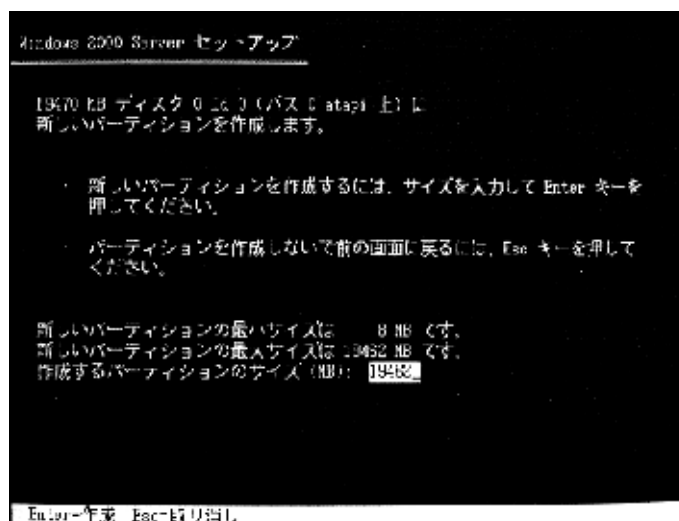 Windows 2000 Server セットアップ
19470 MB ディスク 0 Id 0 (バス 0 atapi 上) に
新しいパーティションを作成します。
・ 新しいパーティションを作成するには、サイズを入力して Enter キーを
押してください。
・ パーティションを作成しないで前の画面に戻るには、Esc キーを押して
ください。
新しいパーティションの最小サイズは 8 MB です。
新しいパーティションの最大サイズは 19462 MB です。
作成するパーティションのサイズ (MB): 19462
Enter=作成 Esc=取り消し